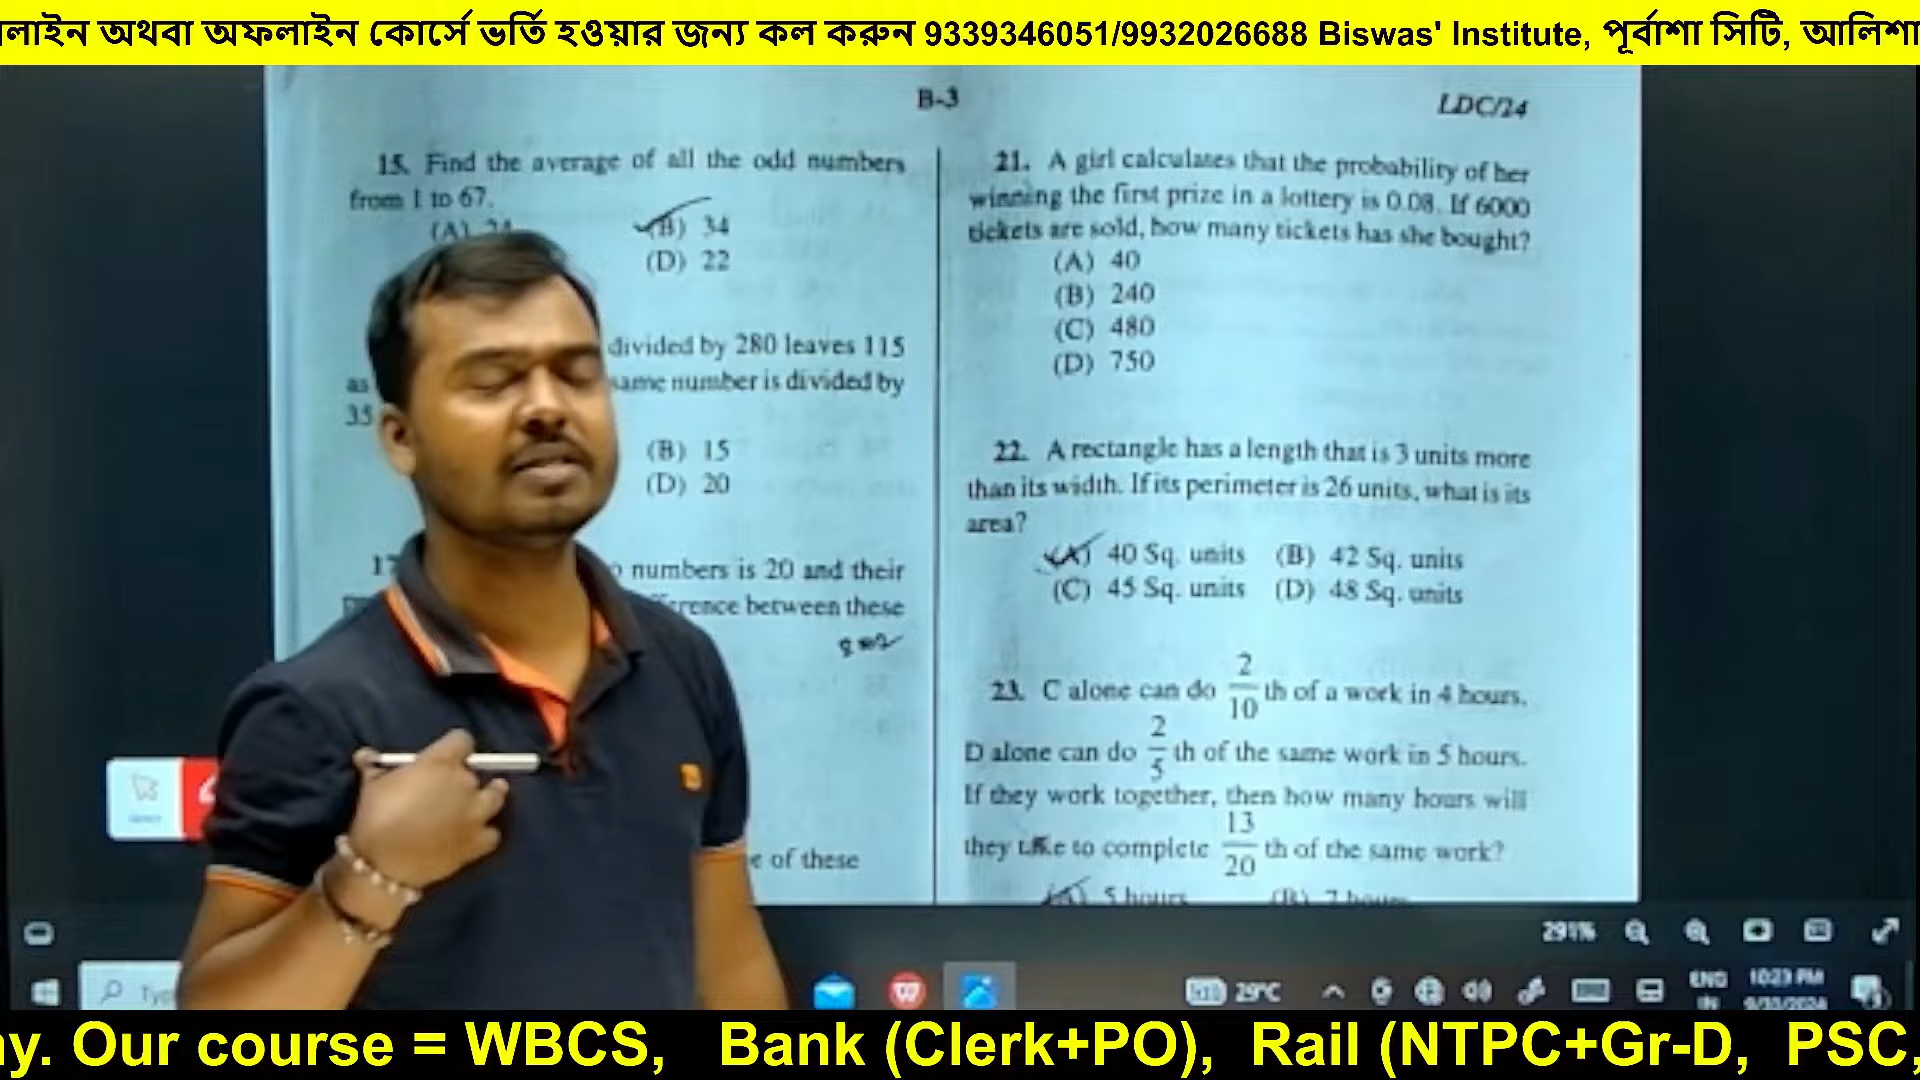 লাইন অথবা অফলাইন কোর্সে ভর্তি হওয়ার জন্য কল করুন 9339346051/9932026688 Biswas' Institute, পূর্বাশা সিটি, আলিশা
B-3
LDC/24
15. Find the average of all the odd numbers
from 1 to 67.
(A)
(B) 34
(D) 22
divided by 280 leaves 115
as
same number is divided by
35
(B) 15
(D) 20
17
numbers is 20 and their
between these
e of these
21. A girl calculates that the probability of her
winning the first prize in a lottery is 0.08. If 6000
tickets are sold, how many tickets has she bought?
(A) 40
(B) 240
(C) 480
(D) 750
22. A rectangle has a length that is 3 units more
than its width. If its perimeter is 26 units, what is its
area?
(A) 40 Sq. units (B) 42 Sq. units
(C) 45 Sq. units (D) 48 Sq. units
23. C alone can do 2/10 th of a work in 4 hours.
D alone can do 2/5 th of the same work in 5 hours.
If they work together, then how many hours will
they take to complete 13/20 th of the same work?
(A) 5 hours (B) 7 hours
291%
29°C
ENG
IN
10:23 PM
ny. Our course = WBCS, Bank (Clerk+PO), Rail (NTPC+Gr-D, PSC,